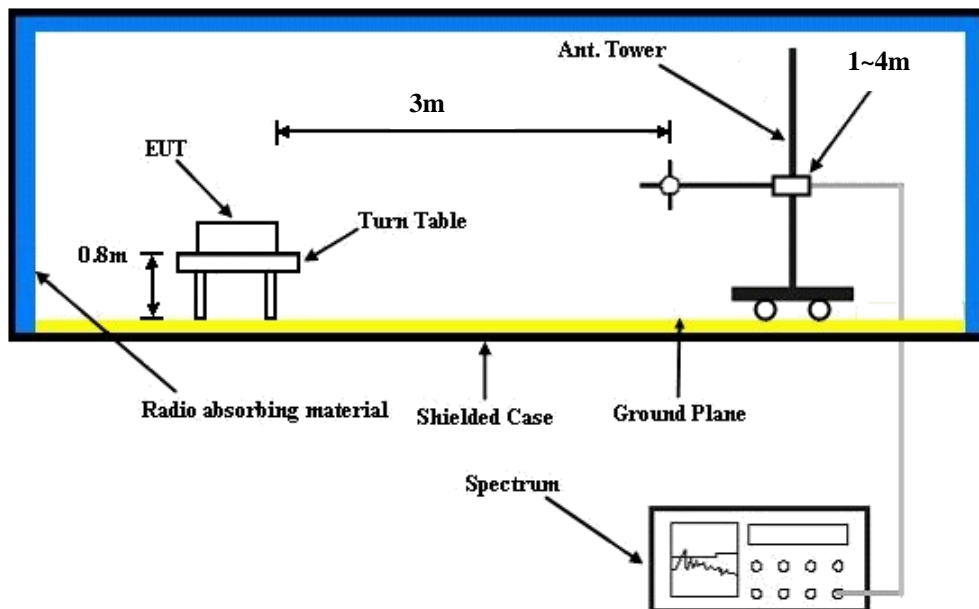 Ant. Tower
1~4m
3m
EUT
Turn Table
0.8m
Radio absorbing material
Shielded Case
Ground Plane
Spectrum